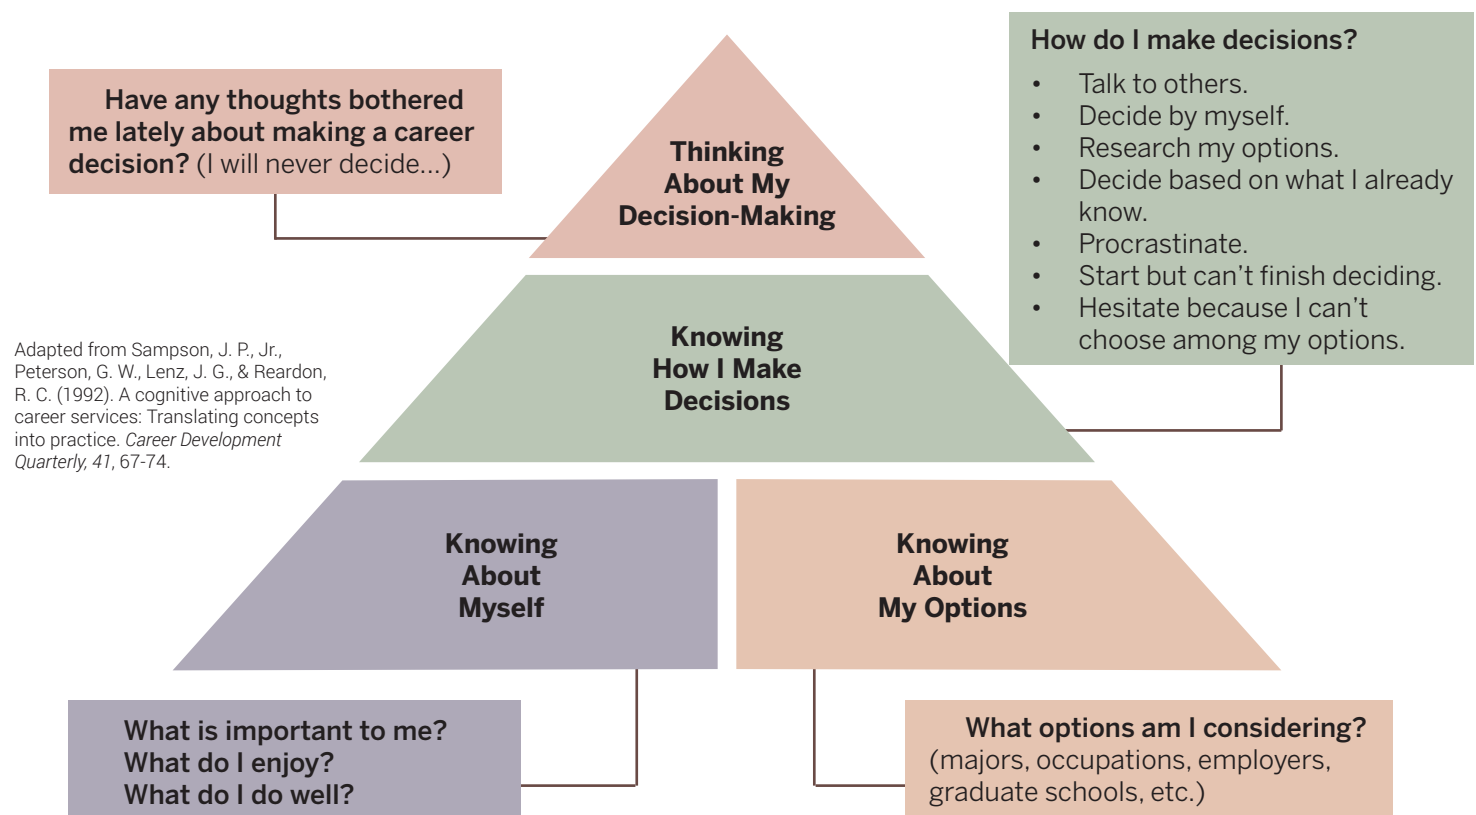 Have any thoughts bothered
me lately about making a career
decision? (I will never decide...)
Thinking
About My
Decision-Making
How do I make decisions?
• Talk to others.
• Decide by myself.
• Research my options.
• Decide based on what I already
know.
• Procrastinate.
• Start but can't finish deciding.
• Hesitate because I can't
choose among my options.
Knowing
How I Make
Decisions
Adapted from Sampson, J. P., Jr.,
Peterson, G. W., Lenz, J. G., & Reardon,
R. C. (1992). A cognitive approach to
career services: Translating concepts
into practice. Career Development
Quarterly, 41, 67-74.
Knowing
About
Myself
Knowing
About
My Options
What is important to me?
What do I enjoy?
What do I do well?
What options am I considering?
(majors, occupations, employers,
graduate schools, etc.)